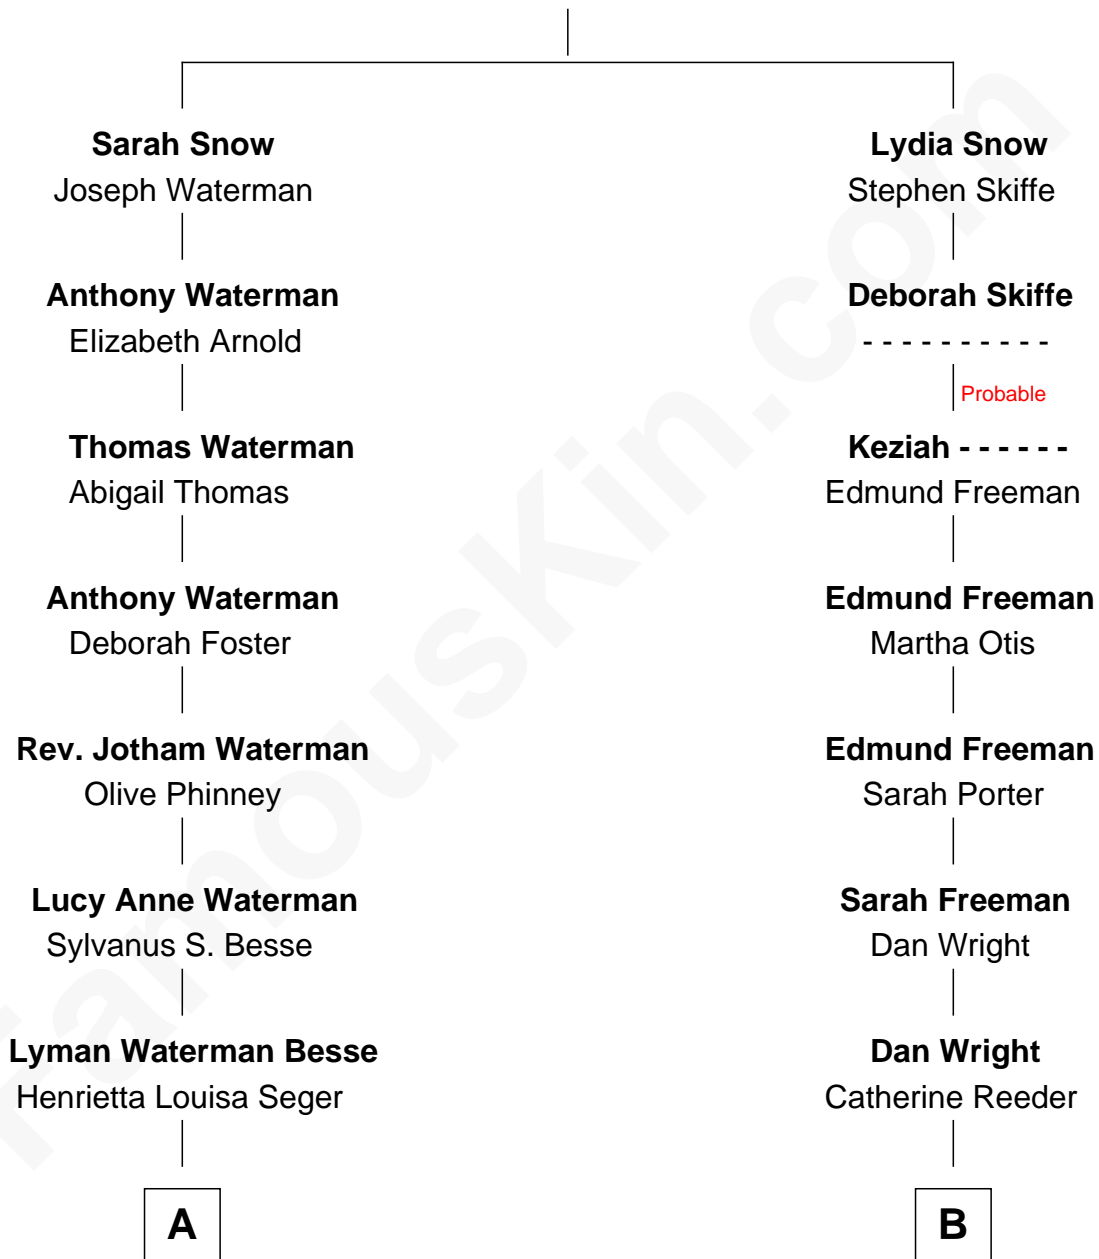 Sarah Snow
Joseph Waterman
Anthony Waterman
Elizabeth Arnold
Thomas Waterman
Abigail Thomas
Anthony Waterman
Deborah Foster
Rev. Jotham Waterman
Olive Phinney
Lucy Anne Waterman
Sylvanus S. Besse
Lyman Waterman Besse
Henrietta Louisa Seger
A
Lydia Snow
Stephen Skiffe
Deborah Skiffe
- - - - - - - - - -
Probable
Keziah - - - - - -
Edmund Freeman
Edmund Freeman
Martha Otis
Edmund Freeman
Sarah Porter
Sarah Freeman
Dan Wright
Dan Wright
Catherine Reeder
B
FamousKin.com